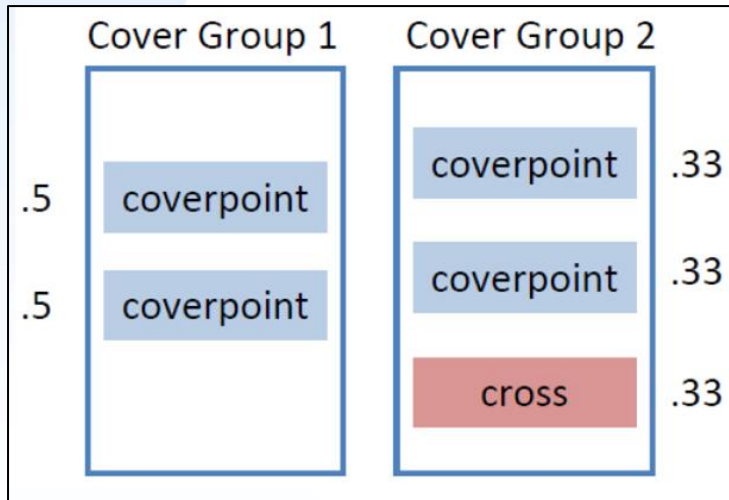 Cover Group 1
.5 coverpoint
.5 coverpoint
Cover Group 2
coverpoint .33
coverpoint .33
cross .33